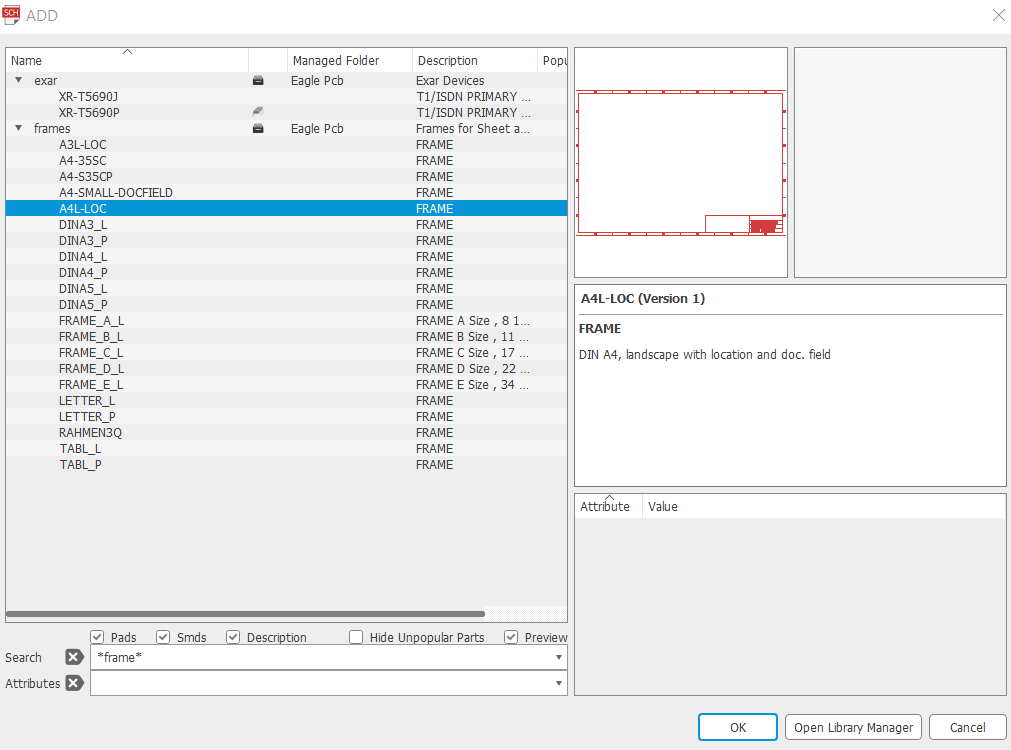 SCH ADD
Name Managed Folder Description Popu
exar Eagle Pcb Exar Devices
XR-T5690J T1/ISDN PRIMARY ...
XR-T5690P T1/ISDN PRIMARY ...
frames Eagle Pcb Frames for Sheet a...
A3L-LOC FRAME
A4-35SC FRAME
A4-S35CP FRAME
A4-SMALL-DOCFIELD FRAME
A4L-LOC FRAME
DINA3_L FRAME
DINA3_P FRAME
DINA4_L FRAME
DINA4_P FRAME
DINA5_L FRAME
DINA5_P FRAME
FRAME_A_L FRAME A Size , 8 1...
FRAME_B_L FRAME B Size , 11 ...
FRAME_C_L FRAME C Size , 17 ...
FRAME_D_L FRAME D Size , 22 ...
FRAME_E_L FRAME E Size , 34 ...
LETTER_L FRAME
LETTER_P FRAME
RAHMEN3Q FRAME
TABL_L FRAME
TABL_P FRAME
Pads Smds Description Hide Unpopular Parts Preview
Search *frame*
Attributes
A4L-LOC (Version 1)
FRAME
DIN A4, landscape with location and doc. field
Attribute Value
OK Open Library Manager Cancel